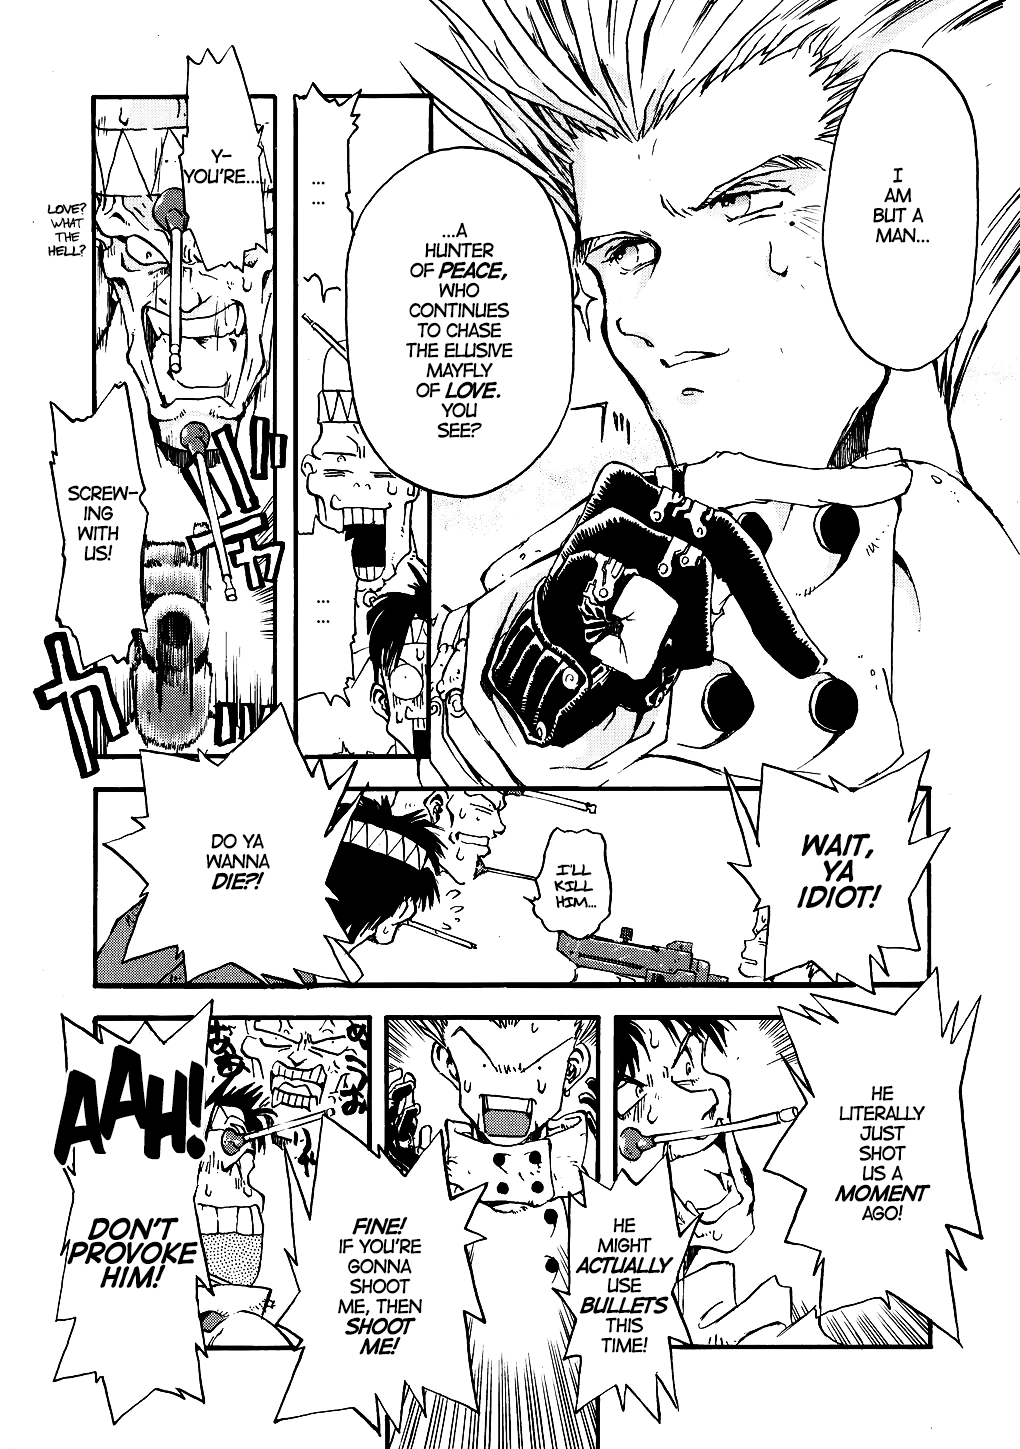 I
AM
BUT A
MAN...
...A
HUNTER
OF PEACE,
WHO
CONTINUES
TO CHASE
THE ELUSIVE
MAYFLY
OF LOVE.
YOU
SEE?
...
...
...
...
Y-
YOU'RE...
LOVE?
WHAT
THE
HELL?
SCREW-
ING
WITH
US!
ジャ
カ
WAIT,
YA
IDIOT!
I'LL
KILL
HIM...
DO YA
WANNA
DIE?!
HE
LITERALLY
JUST
SHOT
US A
MOMENT
AGO!
HE
MIGHT
ACTUALLY
USE
BULLETS
THIS
TIME!
FINE!
IF YOU'RE
GONNA
SHOOT
ME, THEN
SHOOT
ME!
AAH!
DON'T
PROVOKE
HIM!